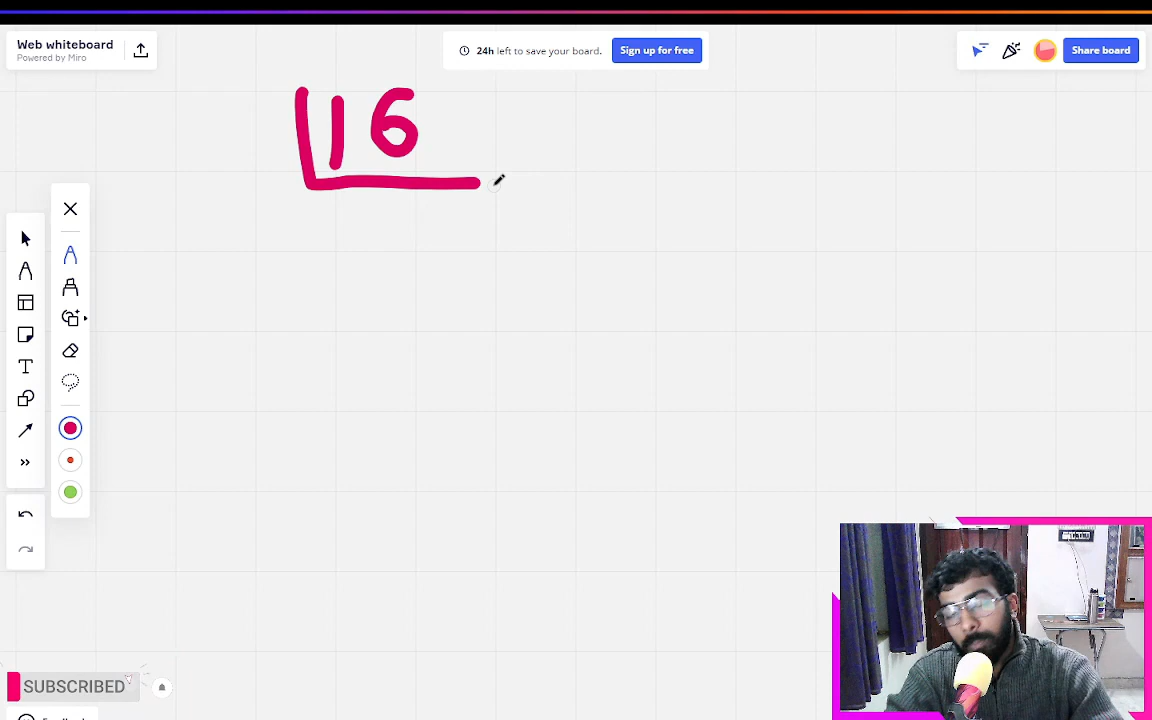 Web whiteboard
Powered by Miro
24h left to save your board.
Sign up for free
Share board
16
SUBSCRIBED